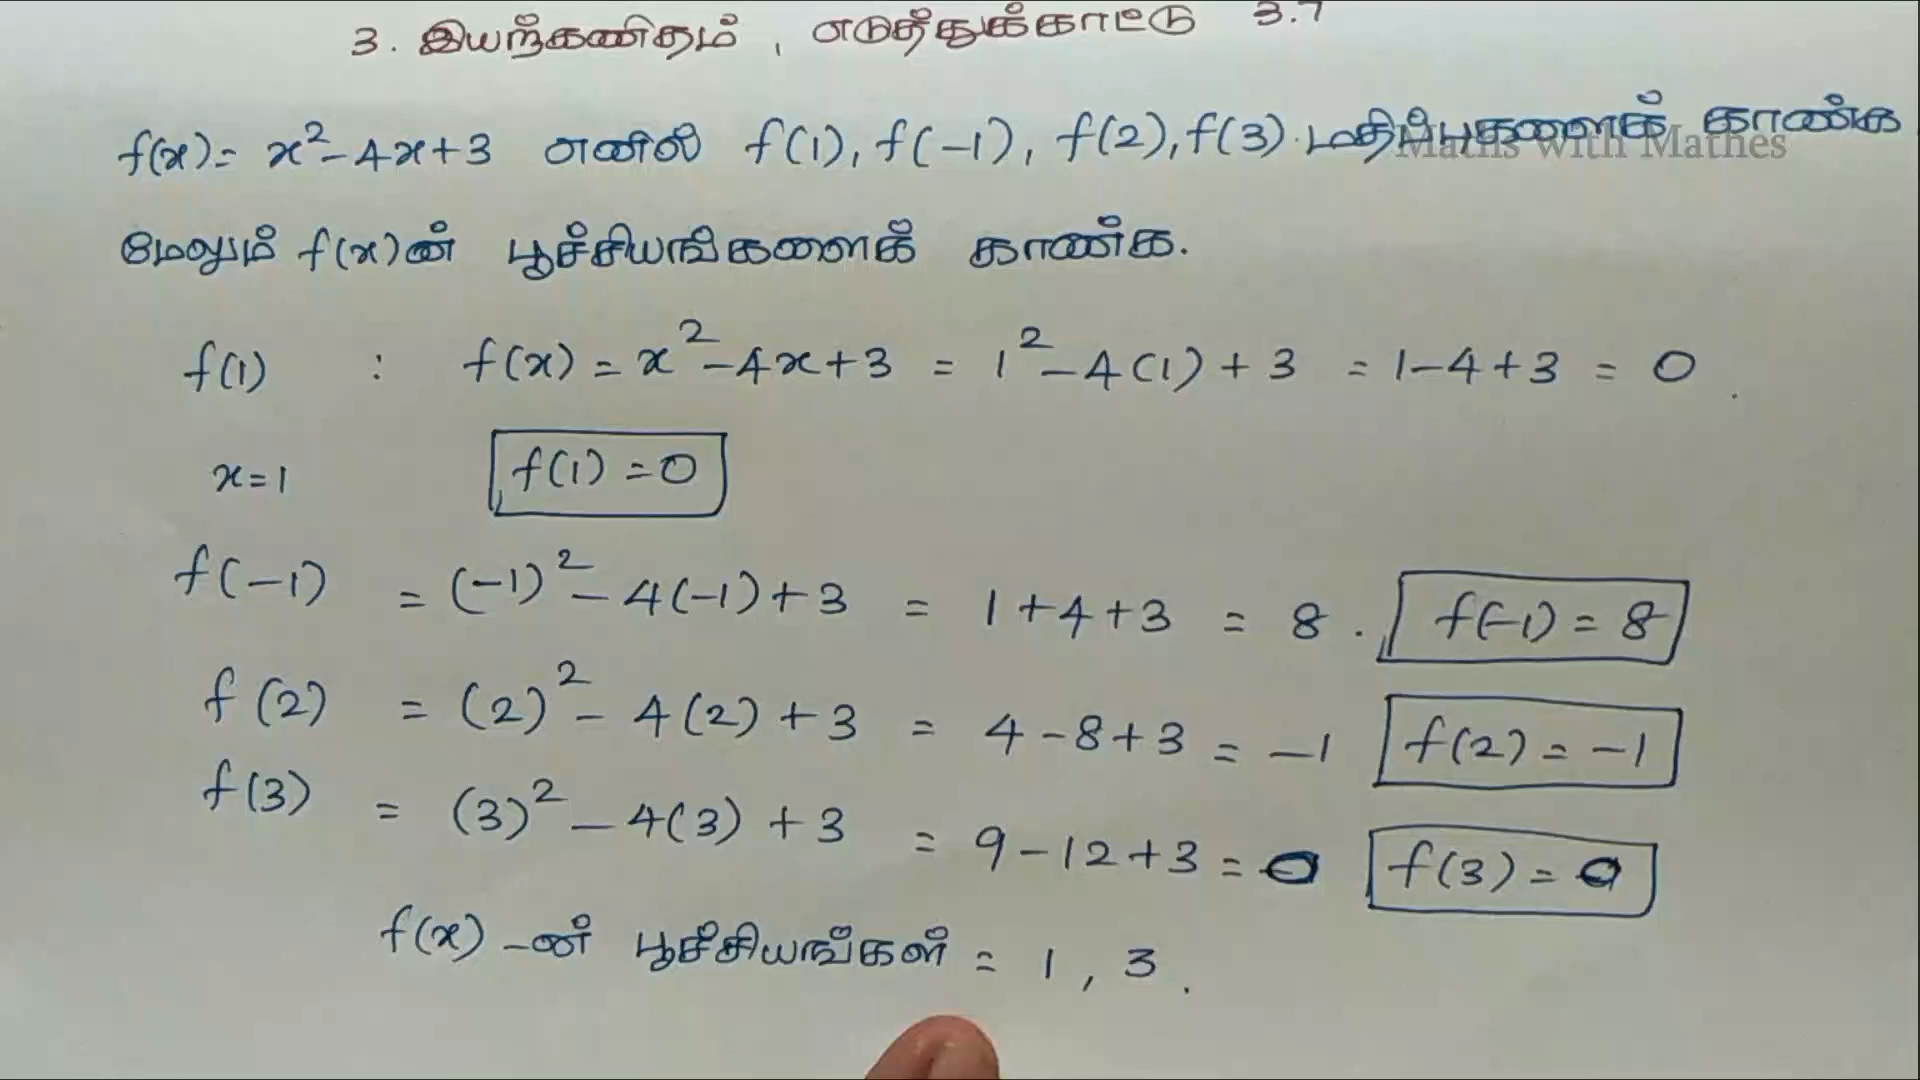 3. இயற்கணிதம் , எடுத்துக்காட்டு 3.7
f(x) = x² - 4x + 3 எனில் f(1), f(-1), f(2), f(3). மதிப்புகளைக் காண்க
Maths with Mathes
மேலும் f(x)ன் பூச்சியங்களைக் காண்க.
f(1) : f(x) = x² - 4x + 3 = 1² - 4(1) + 3 = 1 - 4 + 3 = 0.
x = 1 f(1) = 0
f(-1) = (-1)² - 4(-1) + 3 = 1 + 4 + 3 = 8. f(-1) = 8
f(2) = (2)² - 4(2) + 3 = 4 - 8 + 3 = -1 f(2) = -1
f(3) = (3)² - 4(3) + 3 = 9 - 12 + 3 = 0 f(3) = 0
f(x) -ன் பூச்சியங்கள் = 1, 3.